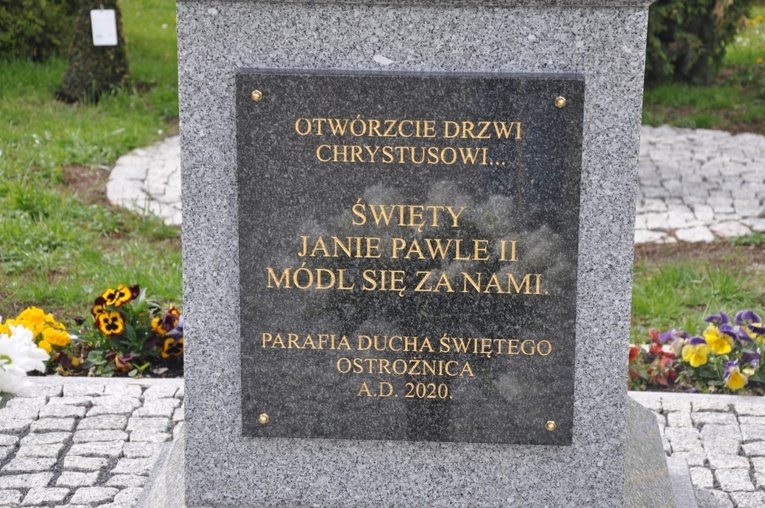 OTWÓRZCIE DRZWI
CHRYSTUSOWI...
ŚWIĘTY
JANIE PAWLE II
MÓDL SIĘ ZA NAMI.
PARAFIA DUCHA ŚWIĘTEGO
OSTROŻNICA
A.D. 2020.